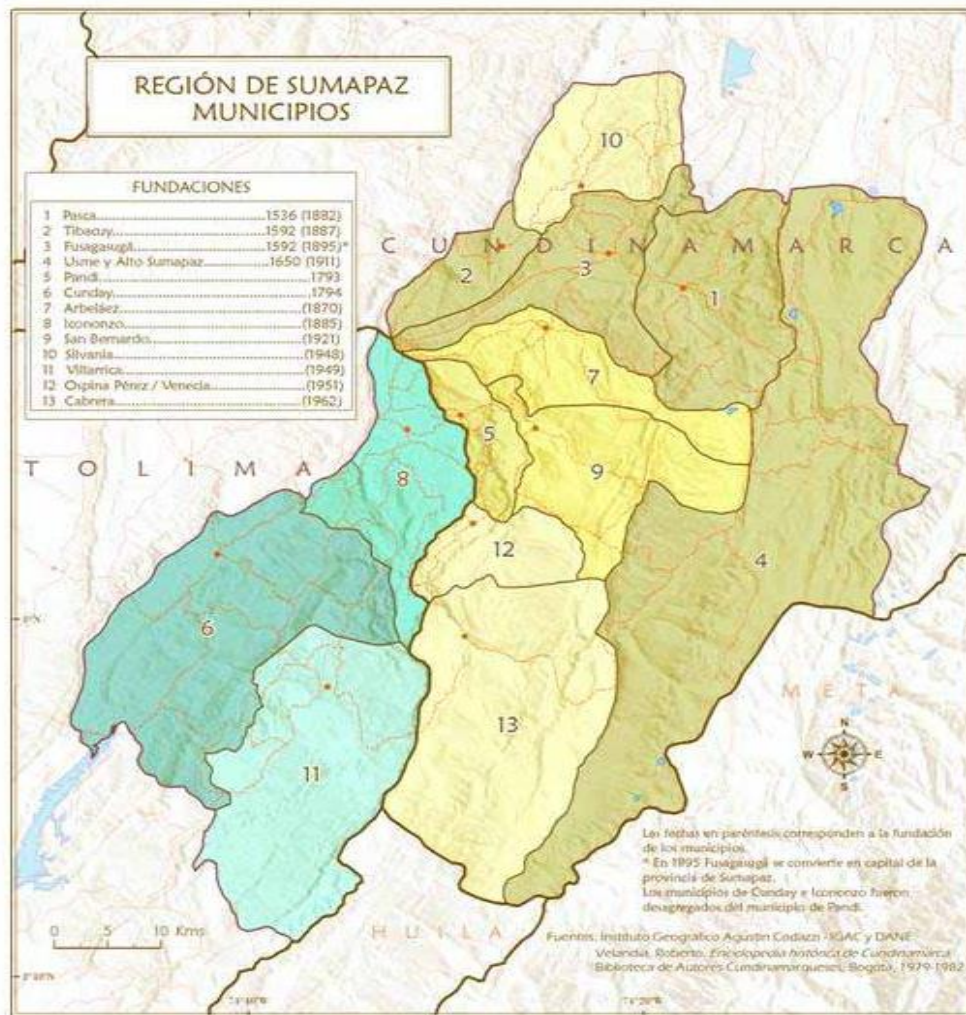 REGIÓN DE SUMAPAZ
MUNICIPIOS
FUNDACIONES
1 Pasca 1536 (1882)
2 Tibacuy 1592 (1887)
3 Fusagasugá 1592 (1895)*
4 Usme y Alto Sumapaz 1650 (1911)
5 Pandi 1793
6 Cunday 1794
7 Arbeláez (1870)
8 Icononzo (1885)
9 San Bernardo (1921)
10 Silvania (1948)
11 Villarrica (1949)
12 Ospina Pérez / Venecia (1951)
13 Cabrera (1962)
10
CUNDINAMARCA
2
3
1
7
TOLIMA
5
8
9
12
4
6
META
13
11
N
W E
S
0 5 10 Kms
HUILA
Las fechas en paréntesis corresponden a la fundación
de los municipios.
* En 1895 Fusagasugá se convierte en capital de la
provincia de Sumapaz.
Los municipios de Cunday e Icononzo fueron
desagregados del municipio de Pandi.
Fuentes: Instituto Geográfico Agustín Codazzi - IGAC y DANE
Velandia, Roberto, Enciclopedia histórica de Cundinamarca
Biblioteca de Autores Cundinamarqueses, Bogotá, 1979-1982